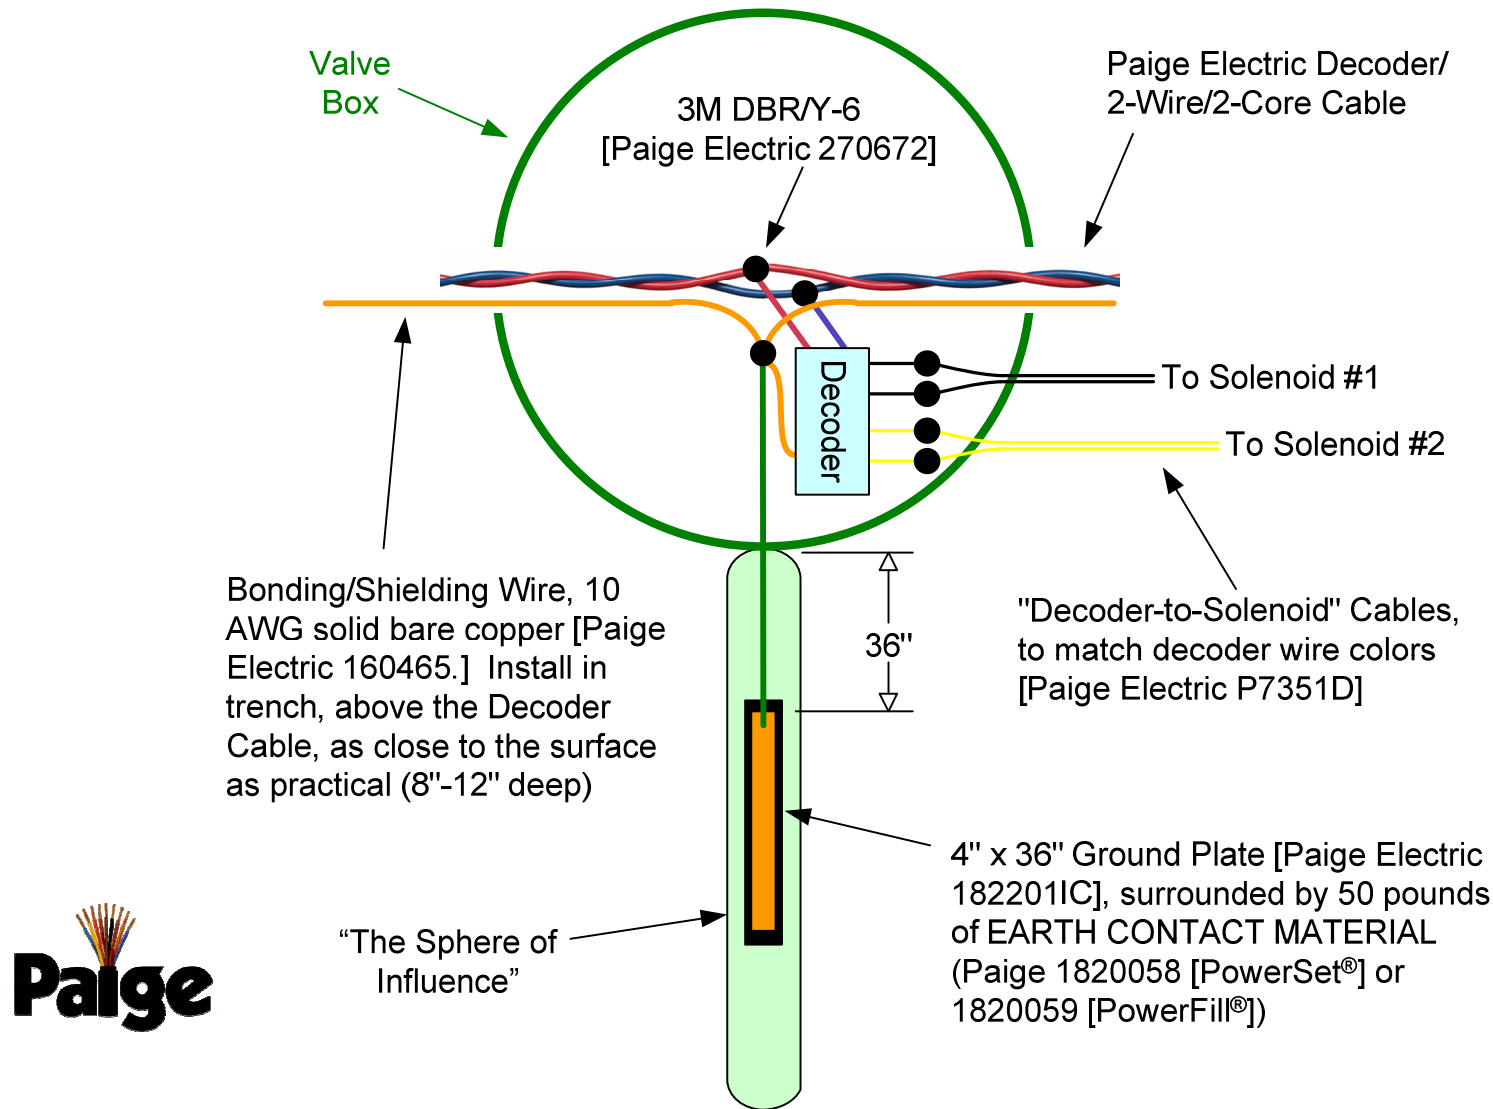 Valve
Box
3M DBR/Y-6
[Paige Electric 270672]
Paige Electric Decoder/
2-Wire/2-Core Cable
Decoder
To Solenoid #1
To Solenoid #2
Bonding/Shielding Wire, 10
AWG solid bare copper [Paige
Electric 160465.]  Install in
trench, above the Decoder
Cable, as close to the surface
as practical (8"-12" deep)
36"
"Decoder-to-Solenoid" Cables,
to match decoder wire colors
[Paige Electric P7351D]
4" x 36" Ground Plate [Paige Electric
182201IC], surrounded by 50 pounds
of EARTH CONTACT MATERIAL
(Paige 1820058 [PowerSet®] or
1820059 [PowerFill®])
“The Sphere of
Influence”
Paige